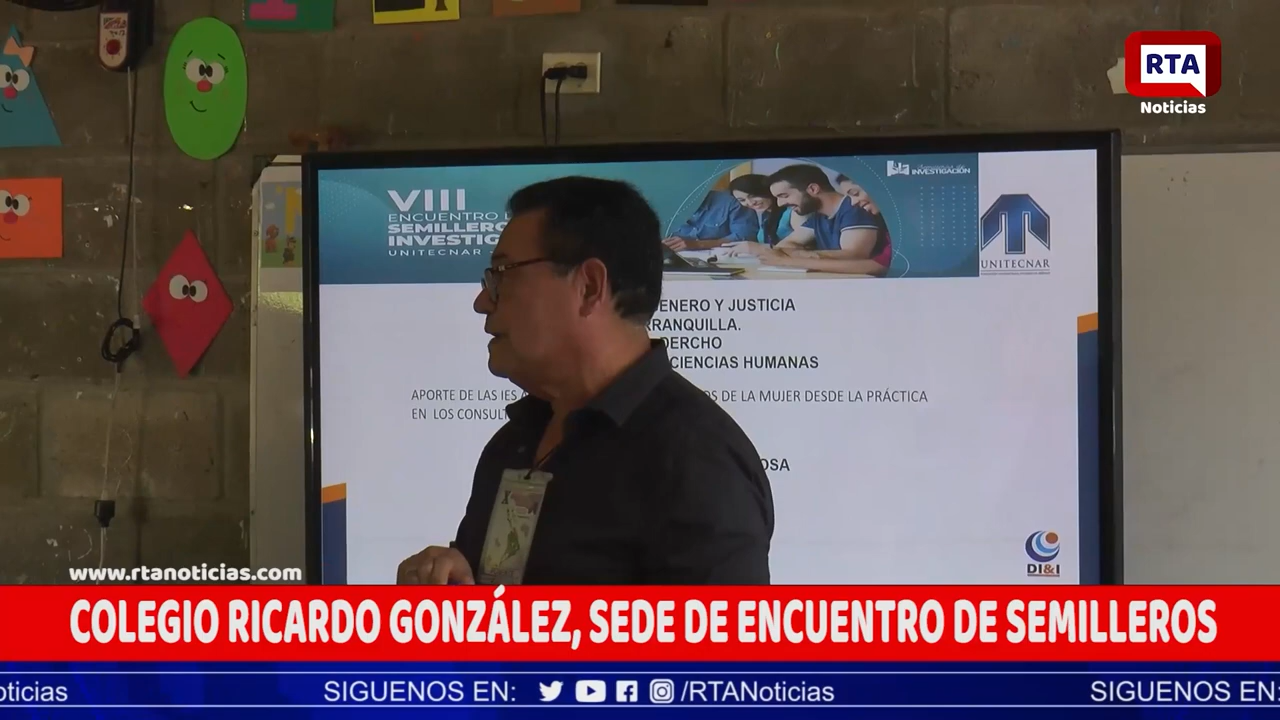 RTA
Noticias
INVESTIGACIÓN
VIII
ENCUENTRO
SEMILLERO
INVESTIG
UNITECNAR
UNITECNAR
ENERO Y JUSTICIA
RRANQUILLA.
DERCHO
CIENCIAS HUMANAS
APORTE DE LAS IES A OS DE LA MUJER DESDE LA PRÁCTICA
EN LOS CONSULT
OSA
DI&I
www.rtanoticias.com
COLEGIO RICARDO GONZÁLEZ, SEDE DE ENCUENTRO DE SEMILLEROS
oticias SIGUENOS EN: /RTANoticias SIGUENOS EN: